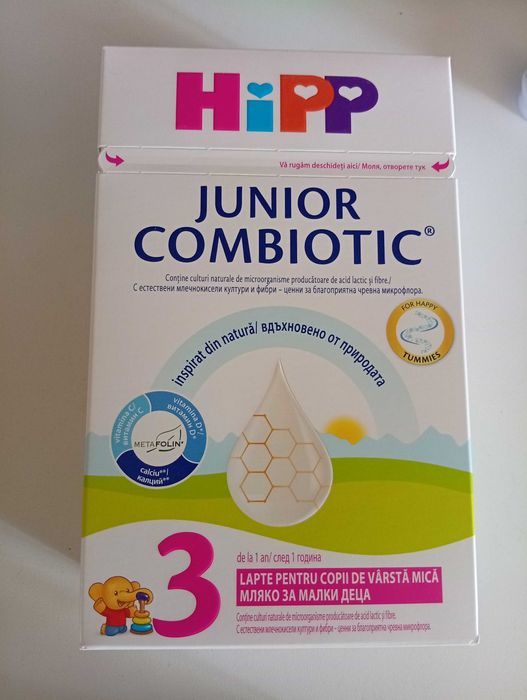 HiPP
Vă rugăm deschideți aici/ Моля, отворете тук
JUNIOR
COMBIOTIC®
Conține culturi naturale de microorganisme producătoare de acid lactic și fibre./
С естествени млечнокисели култури и фибри – ценни за благоприятна чревна микрофлора.
FOR HAPPY
TUMMIES
inspirat din natură/ вдъхновено от природата
vitamina C/
витамин C
vitamina D*/
витамин D*
METAFOLIN®
calciu**/
калций**
3
de la 1 an/ след 1 година
LAPTE PENTRU COPII DE VÂRSTĂ MICĂ
МЛЯКО ЗА МАЛКИ ДЕЦА
Conține culturi naturale de microorganisme producătoare de acid lactic și fibre.
С естествени млечнокисели култури и фибри – ценни за благоприятна чревна микрофлора.